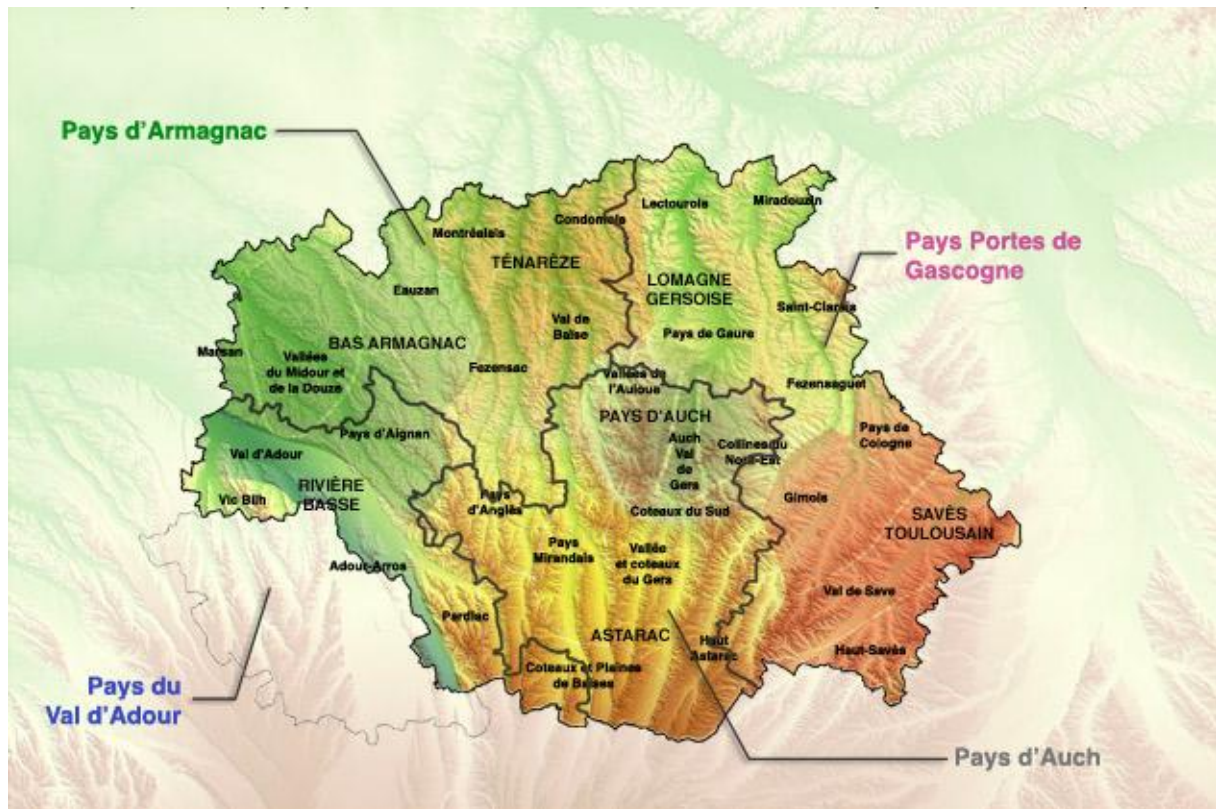 Pays d'Armagnac
Lectourois
Miradouzin
Condomois
Montréalais
Pays Portes de
Gascogne
TÉNARÈZE
LOMAGNE
GERSOISE
Eauzan
Saint-Clarais
Val de
Baïse
Pays de Gaure
BAS ARMAGNAC
Marsan
Vallées
du Midour et
de la Douze
Fezensac
Vallées de
l'Auloue
Fezensaguet
PAYS D'AUCH
Pays d'Aignan
Pays de
Cologne
Auch
Val
de
Gers
Collines du
Nord-Est
Val d'Adour
RIVIÈRE
BASSE
Vic Bilh
Pays
d'Anglès
Gimois
Coteaux du Sud
SAVÈS
TOULOUSAIN
Pays
Mirandais
Vallée
et coteaux
du Gers
Adour-Arros
Val de Save
Pardiac
ASTARAC
Haut
Astarac
Haut-Savès
Coteaux et Plaines
de Baïses
Pays du
Val d'Adour
Pays d'Auch